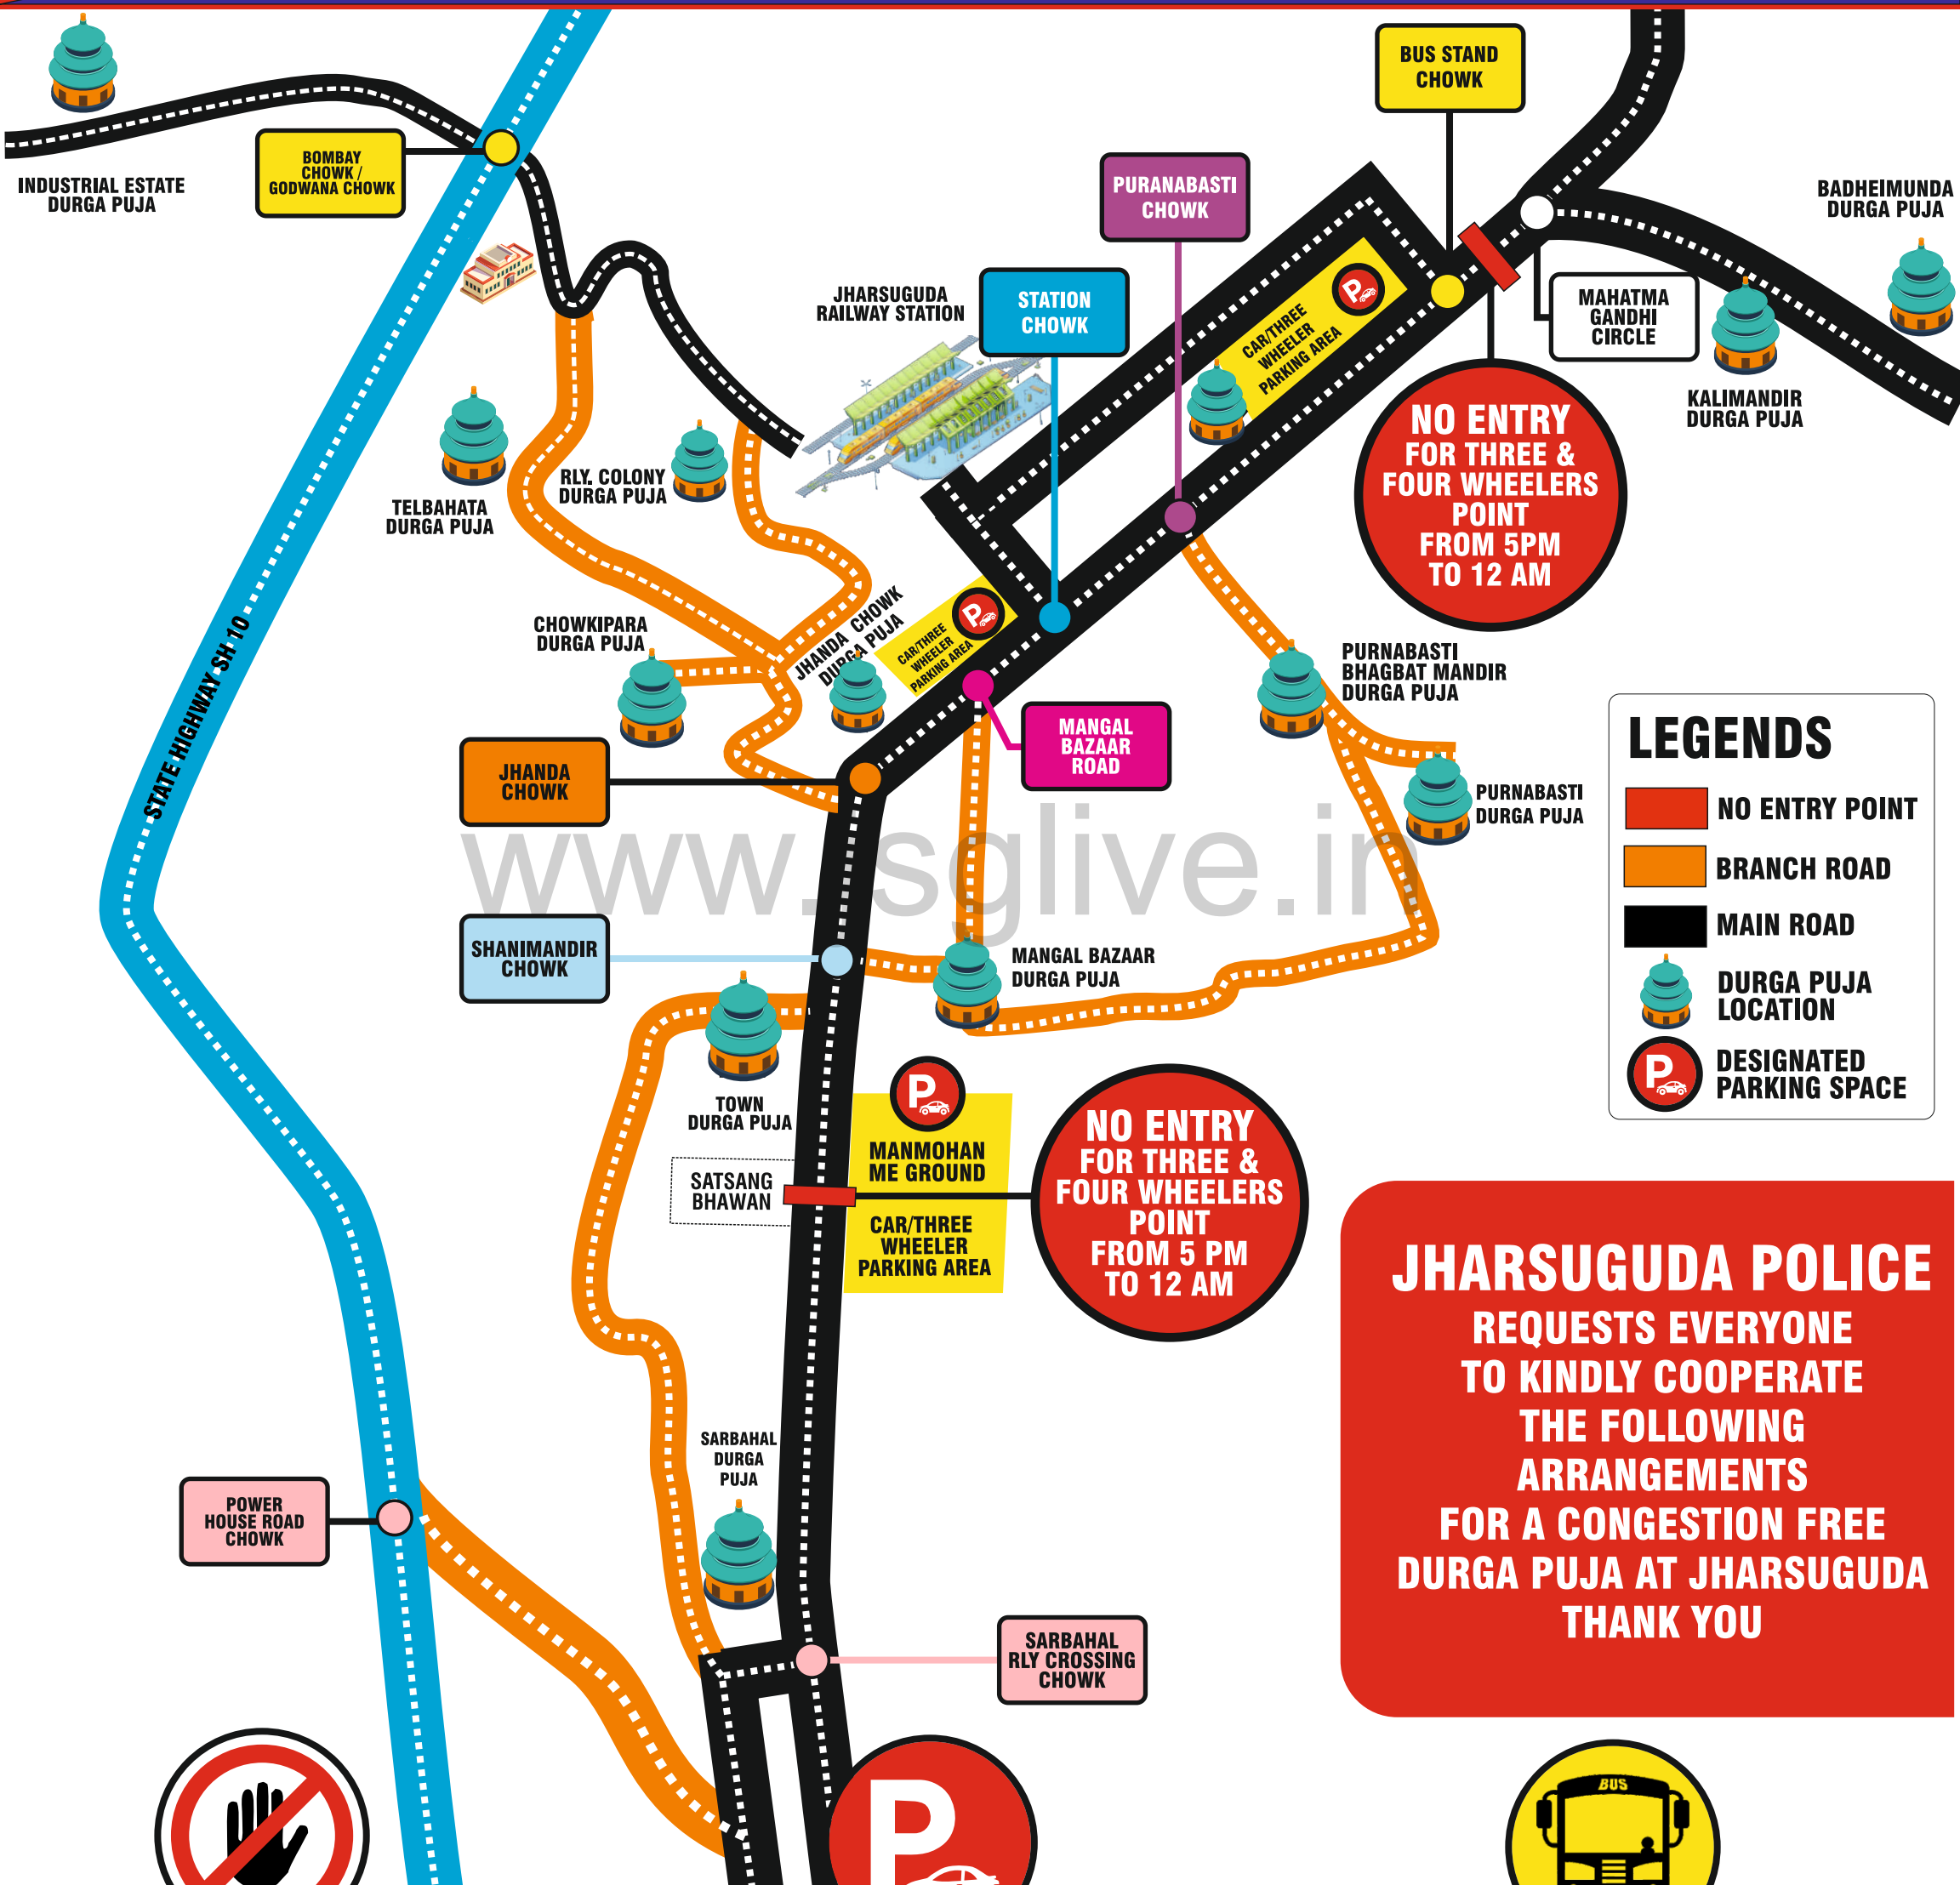 BUS STAND
CHOWK
BOMBAY
CHOWK /
GODWANA CHOWK
INDUSTRIAL ESTATE
DURGA PUJA
PURANABASTI
CHOWK
BADHEIMUNDA
DURGA PUJA
JHARSUGUDA
RAILWAY STATION
STATION
CHOWK
CAR/THREE
WHEELER
PARKING AREA
P
MAHATMA
GANDHI
CIRCLE
KALIMANDIR
DURGA PUJA
NO ENTRY
FOR THREE &
FOUR WHEELERS
POINT
FROM 5PM
TO 12 AM
TELBAHATA
DURGA PUJA
RLY. COLONY
DURGA PUJA
STATE HIGHWAY SH 10
CHOWKIPARA
DURGA PUJA
JHANDA CHOWK
DURGA PUJA
CAR/THREE
WHEELER
PARKING AREA
P
PURNABASTI
BHAGBAT MANDIR
DURGA PUJA
MANGAL
BAZAAR
ROAD
JHANDA
CHOWK
PURNABASTI
DURGA PUJA
www.jsglive.in
LEGENDS
NO ENTRY POINT
BRANCH ROAD
MAIN ROAD
DURGA PUJA
LOCATION
P
DESIGNATED
PARKING SPACE
SHANIMANDIR
CHOWK
MANGAL BAZAAR
DURGA PUJA
TOWN
DURGA PUJA
P
MANMOHAN
ME GROUND
CAR/THREE
WHEELER
PARKING AREA
SATSANG
BHAWAN
NO ENTRY
FOR THREE &
FOUR WHEELERS
POINT
FROM 5 PM
TO 12 AM
JHARSUGUDA POLICE
REQUESTS EVERYONE
TO KINDLY COOPERATE
THE FOLLOWING
ARRANGEMENTS
FOR A CONGESTION FREE
DURGA PUJA AT JHARSUGUDA
THANK YOU
SARBAHAL
DURGA
PUJA
POWER
HOUSE ROAD
CHOWK
SARBAHAL
RLY CROSSING
CHOWK
P
BUS